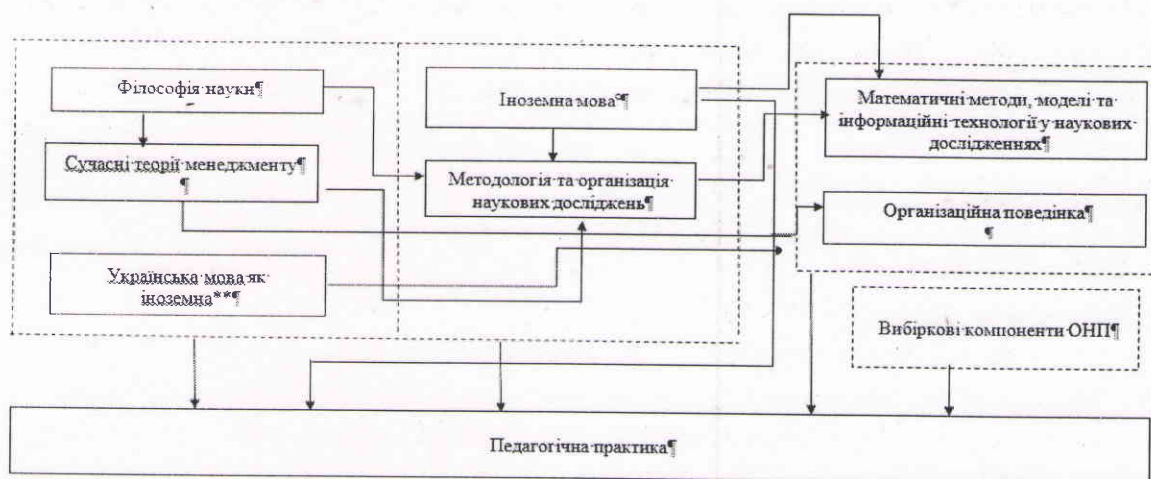 Філософія науки¶
Сучасні теорії менеджменту¶
¶
Українська мова як
іноземна**¶
Іноземна мова¶
Методологія та організація
наукових досліджень¶
Математичні методи, моделі та
інформаційні технології у наукових
дослідженнях¶
Організаційна поведінка¶
¶
Вибіркові компоненти ОНП¶
Педагогічна практика¶